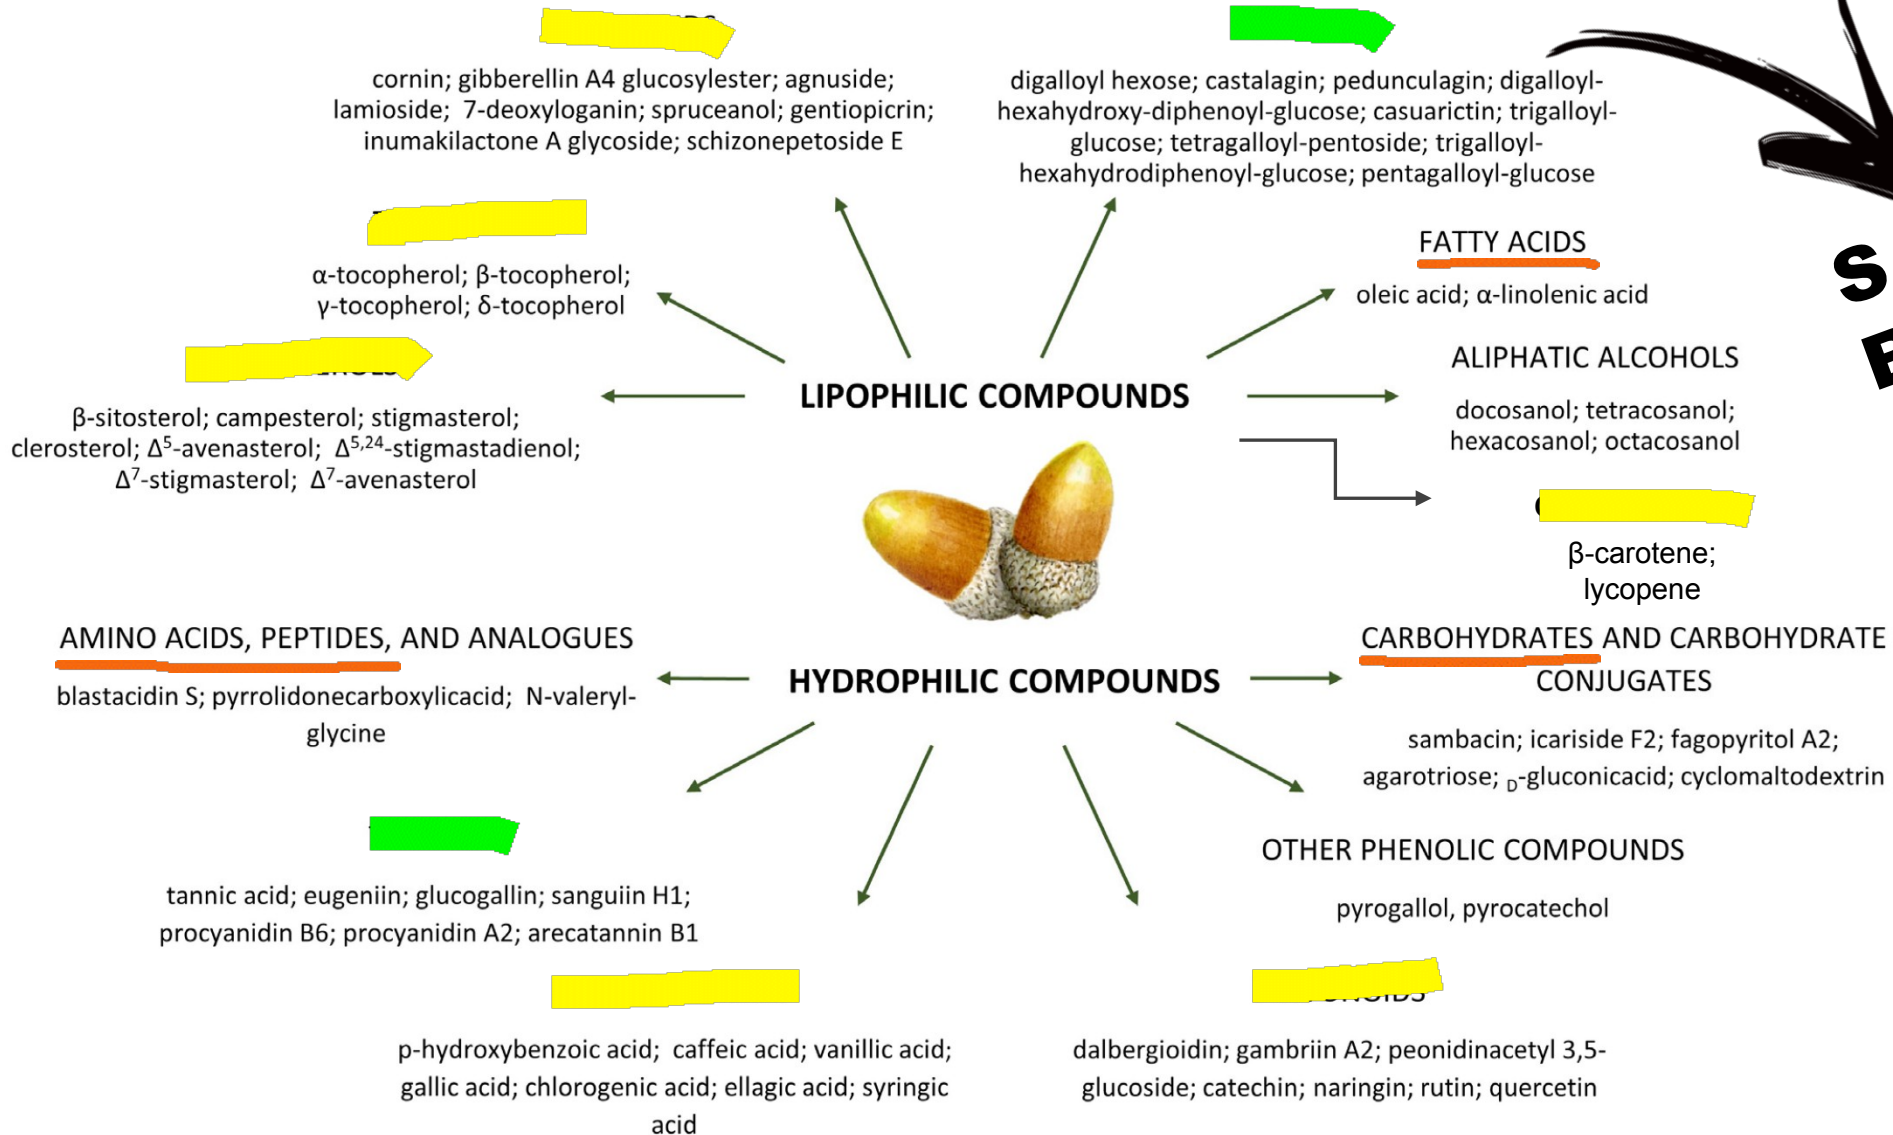 cornin; gibberellin A4 glucosylester; agnuside;
lamioside; 7-deoxyloganin; spruceanol; gentiopicrin;
inumakilactone A glycoside; schizonepetoside E
digalloyl hexose; castalagin; pedunculagin; digalloyl-
hexahydroxy-diphenoyl-glucose; casuarictin; trigalloyl-
glucose; tetragalloyl-pentoside; trigalloyl-
hexahydrodiphenoyl-glucose; pentagalloyl-glucose
α-tocopherol; β-tocopherol;
γ-tocopherol; δ-tocopherol
FATTY ACIDS
oleic acid; α-linolenic acid
β-sitosterol; campesterol; stigmasterol;
clerosterol; Δ⁵-avenasterol; Δ⁵,²⁴-stigmastadienol;
Δ⁷-stigmasterol; Δ⁷-avenasterol
LIPOPHILIC COMPOUNDS
ALIPHATIC ALCOHOLS
docosanol; tetracosanol;
hexacosanol; octacosanol
β-carotene;
lycopene
AMINO ACIDS, PEPTIDES, AND ANALOGUES
blastacidin S; pyrrolidonecarboxylicacid; N-valeryl-
glycine
HYDROPHILIC COMPOUNDS
CARBOHYDRATES AND CARBOHYDRATE
CONJUGATES
sambacin; icariside F2; fagopyritol A2;
agarotriose; D-gluconicacid; cyclomaltodextrin
tannic acid; eugeniin; glucogallin; sanguiin H1;
procyanidin B6; procyanidin A2; arecatannin B1
OTHER PHENOLIC COMPOUNDS
pyrogallol, pyrocatechol
p-hydroxybenzoic acid; caffeic acid; vanillic acid;
gallic acid; chlorogenic acid; ellagic acid; syringic
acid
dalbergioidin; gambriin A2; peonidinacetyl 3,5-
glucoside; catechin; naringin; rutin; quercetin